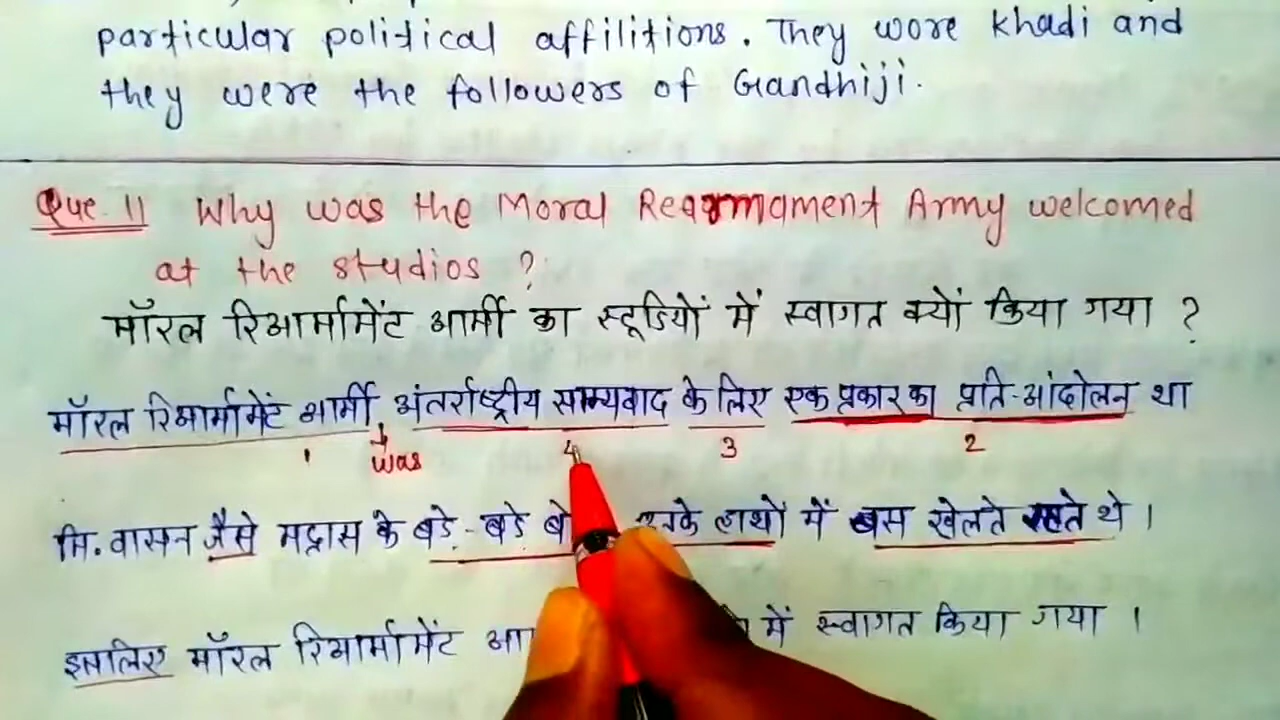 particular political affilitions. They wore khadi and
they were the followers of Gandhiji.
Que. 11 Why was the Moral Rearmament Army welcomed
at the studios ?
मॉरल रिआर्मामेंट आर्मी का स्टूडियों में स्वागत क्यों किया गया ?
मॉरल रिआर्मामेंट आर्मी अंतर्राष्ट्रीय साम्यवाद के लिए एक प्रकार का प्रति-आंदोलन था
1 was 4 3 2
मि. वासन जैसे मद्रास के बड़े-बड़े उनके हाथों में बस खेलते रहते थे ।
इसलिए मॉरल रिआर्मामेंट में स्वागत किया गया ।